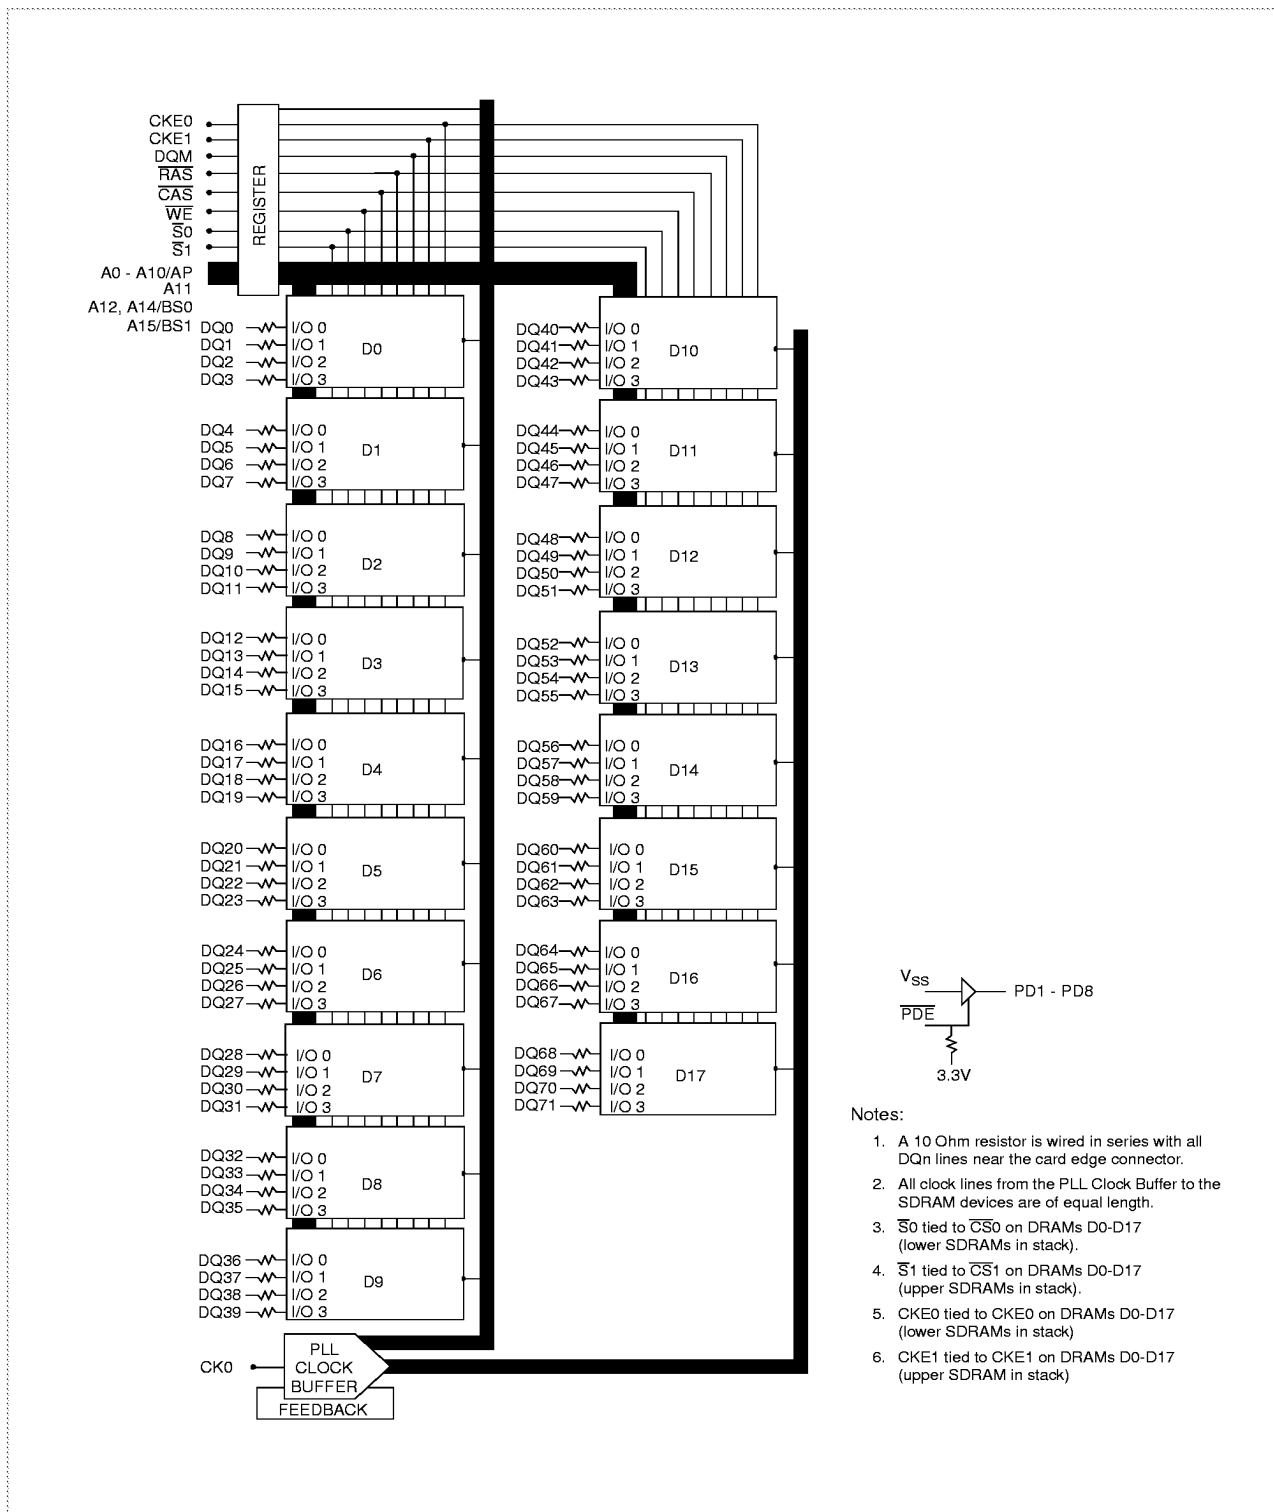 CKE0
CKE1
DQM
RAS
CAS
WE
S0
S1
REGISTER
A0 - A10/AP
A11
A12, A14/BS0
A15/BS1
DQ0 I/O 0
DQ1 I/O 1
DQ2 I/O 2
DQ3 I/O 3
D0
DQ4 I/O 0
DQ5 I/O 1
DQ6 I/O 2
DQ7 I/O 3
D1
DQ8 I/O 0
DQ9 I/O 1
DQ10 I/O 2
DQ11 I/O 3
D2
DQ12 I/O 0
DQ13 I/O 1
DQ14 I/O 2
DQ15 I/O 3
D3
DQ16 I/O 0
DQ17 I/O 1
DQ18 I/O 2
DQ19 I/O 3
D4
DQ20 I/O 0
DQ21 I/O 1
DQ22 I/O 2
DQ23 I/O 3
D5
DQ24 I/O 0
DQ25 I/O 1
DQ26 I/O 2
DQ27 I/O 3
D6
DQ28 I/O 0
DQ29 I/O 1
DQ30 I/O 2
DQ31 I/O 3
D7
DQ32 I/O 0
DQ33 I/O 1
DQ34 I/O 2
DQ35 I/O 3
D8
DQ36 I/O 0
DQ37 I/O 1
DQ38 I/O 2
DQ39 I/O 3
D9
DQ40 I/O 0
DQ41 I/O 1
DQ42 I/O 2
DQ43 I/O 3
D10
DQ44 I/O 0
DQ45 I/O 1
DQ46 I/O 2
DQ47 I/O 3
D11
DQ48 I/O 0
DQ49 I/O 1
DQ50 I/O 2
DQ51 I/O 3
D12
DQ52 I/O 0
DQ53 I/O 1
DQ54 I/O 2
DQ55 I/O 3
D13
DQ56 I/O 0
DQ57 I/O 1
DQ58 I/O 2
DQ59 I/O 3
D14
DQ60 I/O 0
DQ61 I/O 1
DQ62 I/O 2
DQ63 I/O 3
D15
DQ64 I/O 0
DQ65 I/O 1
DQ66 I/O 2
DQ67 I/O 3
D16
DQ68 I/O 0
DQ69 I/O 1
DQ70 I/O 2
DQ71 I/O 3
D17
CK0
PLL
CLOCK
BUFFER
FEEDBACK
VSS
PDE
PD1 - PD8
3.3V
Notes:
1. A 10 Ohm resistor is wired in series with all
DQn lines near the card edge connector.
2. All clock lines from the PLL Clock Buffer to the
SDRAM devices are of equal length.
3. S0 tied to CS0 on DRAMs D0-D17
(lower SDRAMs in stack).
4. S1 tied to CS1 on DRAMs D0-D17
(upper SDRAMs in stack).
5. CKE0 tied to CKE0 on DRAMs D0-D17
(lower SDRAMs in stack)
6. CKE1 tied to CKE1 on DRAMs D0-D17
(upper SDRAM in stack)